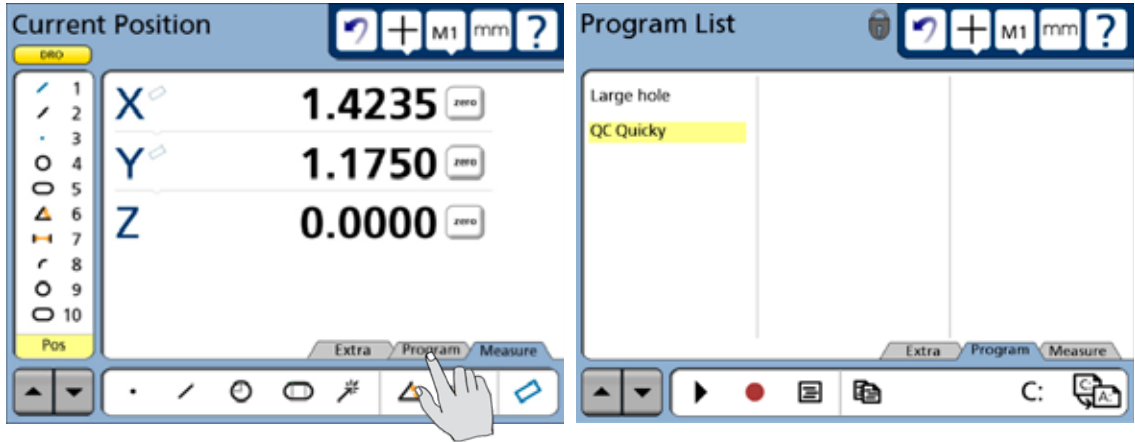 Current Position
M1 mm ?
DRO
1
2
3
4
5
6
7
8
9
10
Pos
X 1.4235 zero
Y 1.1750 zero
Z 0.0000 zero
Extra Program Measure
Program List
M1 mm ?
Large hole
QC Quicky
Extra Program Measure
C: C: A: